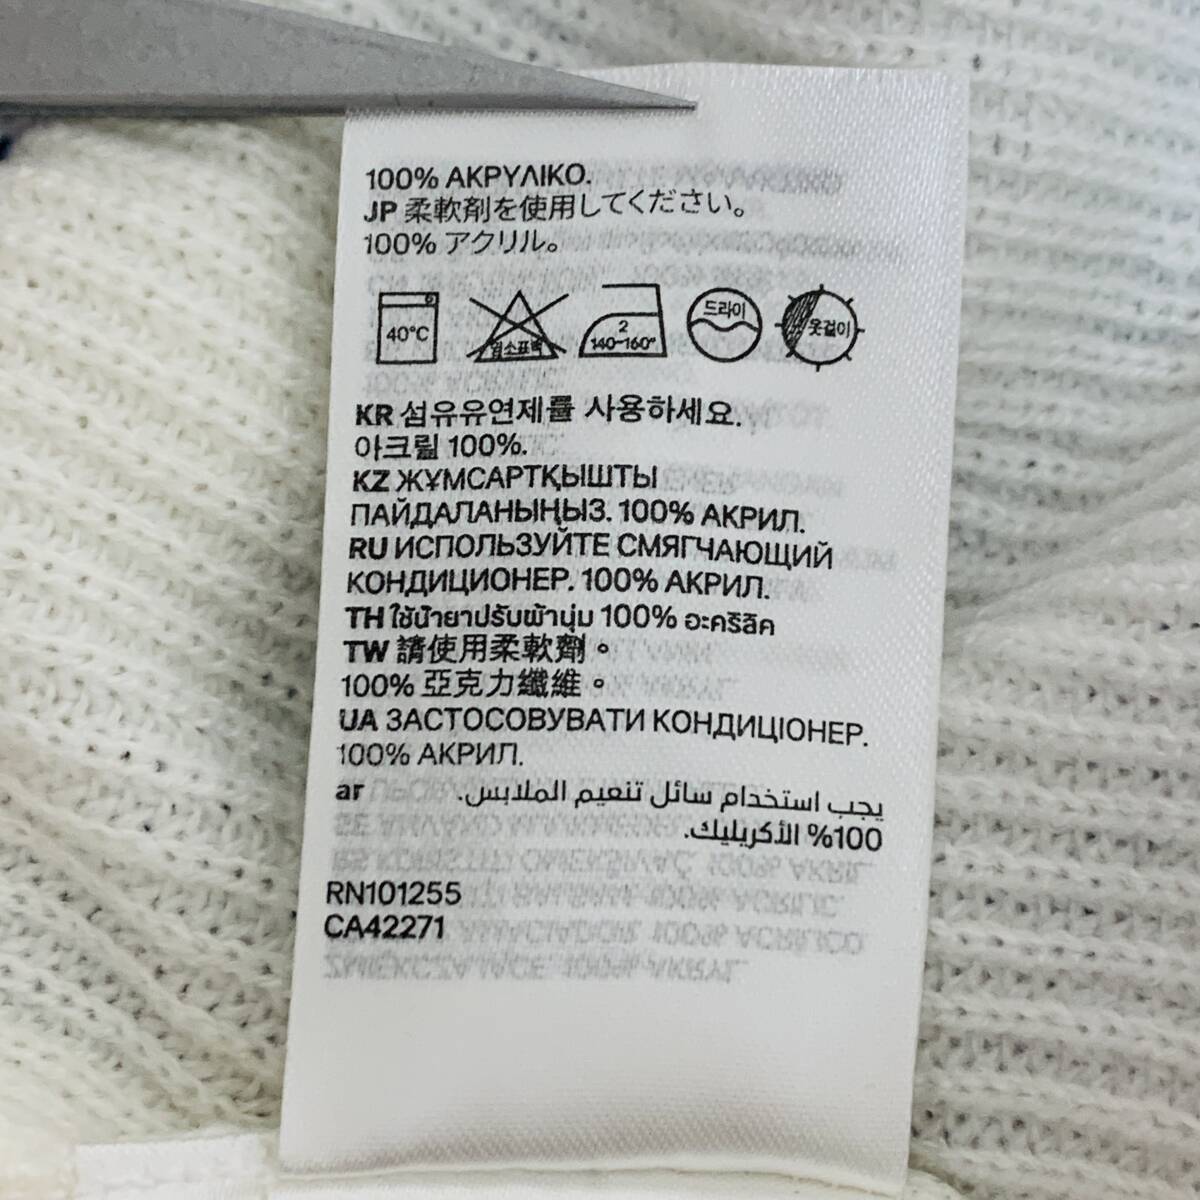 100% ΑΚΡΥΛΙΚΟ.
JP 柔軟剤を使用してください。
100% アクリル。
40°C
염소표백
2
140-160°
드라이
옷걸이
KR 섬유유연제를 사용하세요.
아크릴 100%.
KZ ЖҰМСАРТҚЫШТЫ
ПАЙДАЛАНЫҢЫЗ. 100% АКРИЛ.
RU ИСПОЛЬЗУЙТЕ СМЯГЧАЮЩИЙ
КОНДИЦИОНЕР. 100% АКРИЛ.
TH ใช้น้ำยาปรับผ้านุ่ม 100% อะคริลิค
TW 請使用柔軟劑。
100% 亞克力纖維。
UA ЗАСТОСОВУВАТИ КОНДИЦІОНЕР.
100% АКРИЛ.
ar يجب استخدام سائل تنعيم الملابس.
100% الأكريليك.
RN101255
CA42271